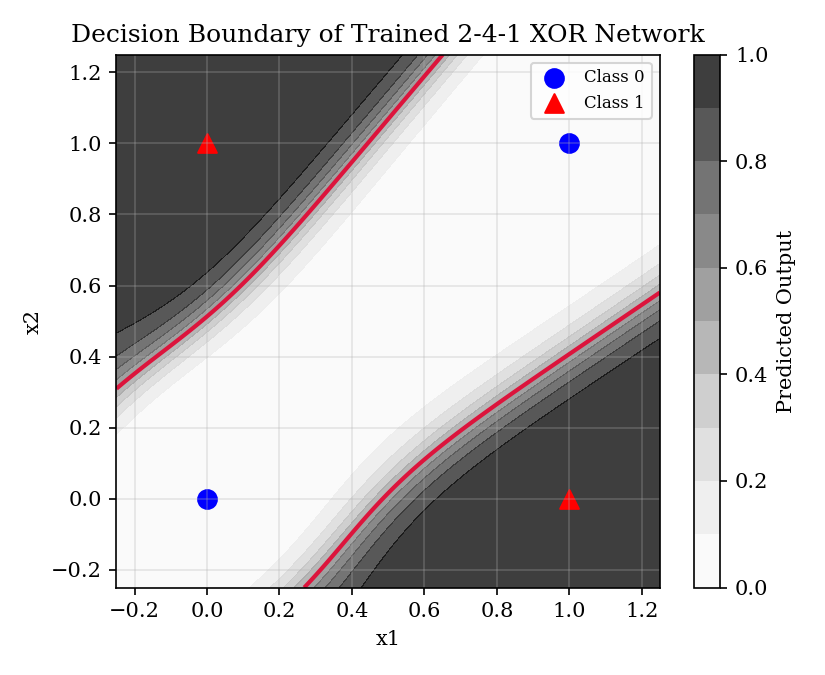 Decision Boundary of Trained 2-4-1 XOR Network
Class 0
Class 1
x2
1.2
1.0
0.8
0.6
0.4
0.2
0.0
−0.2
−0.2 0.0 0.2 0.4 0.6 0.8 1.0 1.2
x1
1.0
0.8
0.6
0.4
0.2
0.0
Predicted Output